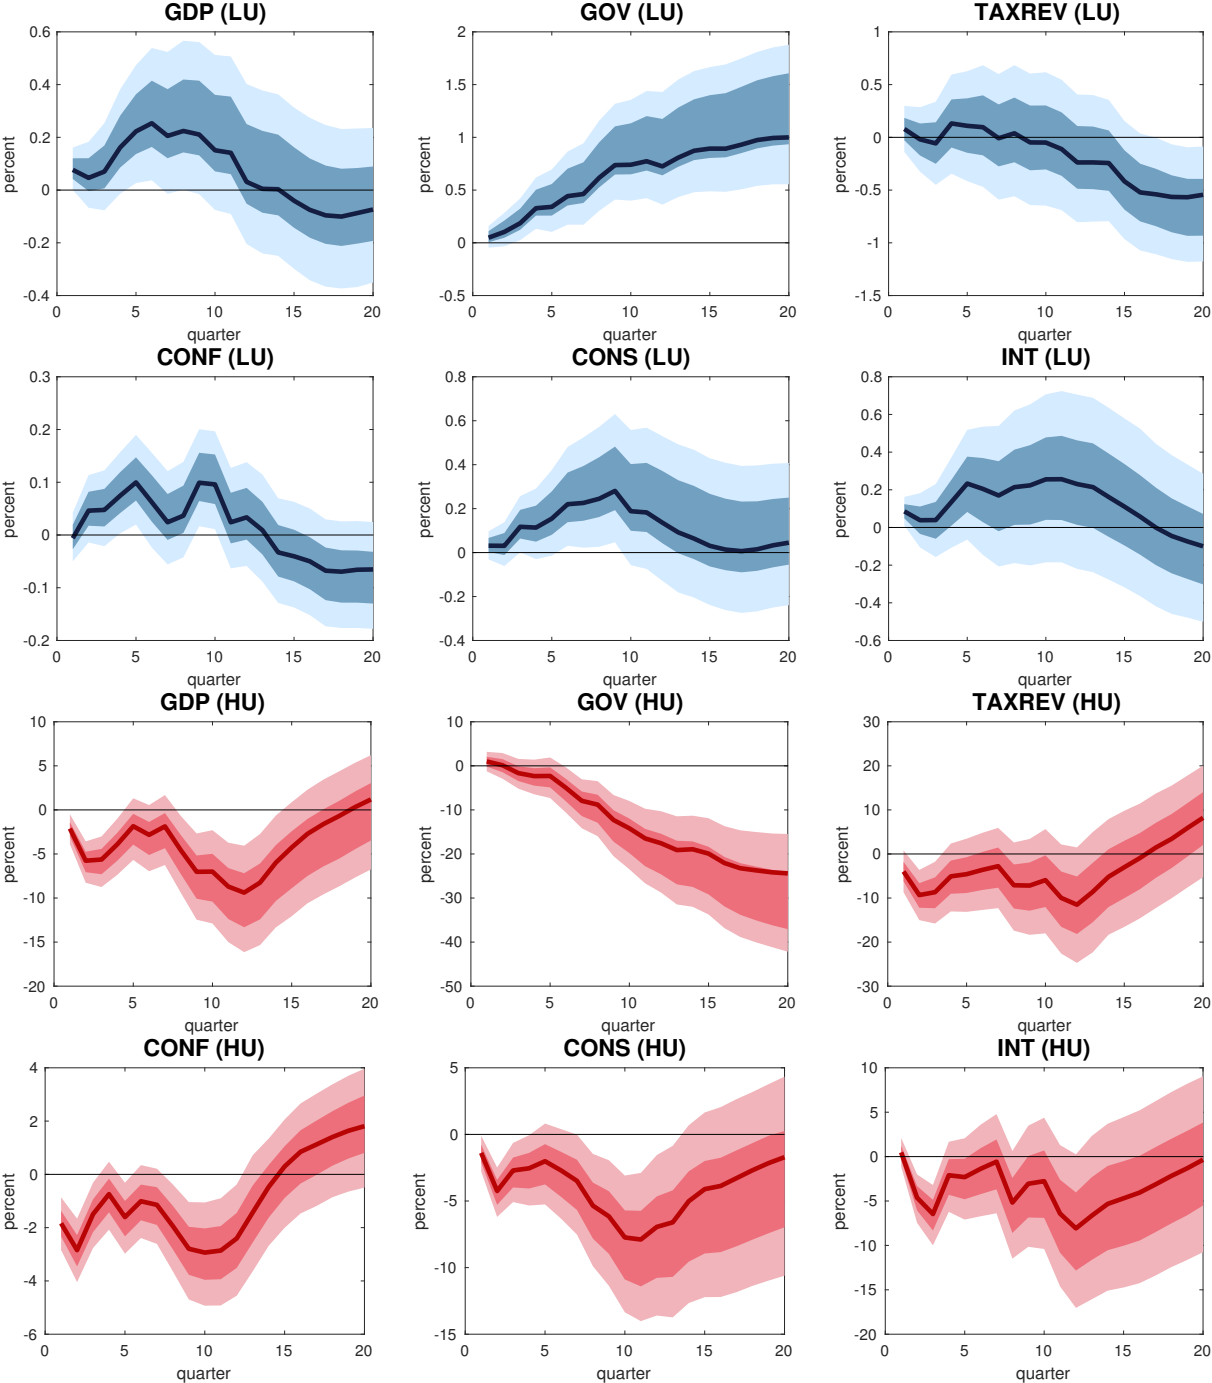 GDP (LU)
0.6
0.4
0.2
0
-0.2
-0.4
percent
0 5 10 15 20
quarter
GOV (LU)
2
1.5
1
0.5
0
-0.5
percent
0 5 10 15 20
quarter
TAXREV (LU)
1
0.5
0
-0.5
-1
-1.5
percent
0 5 10 15 20
quarter
CONF (LU)
0.3
0.2
0.1
0
-0.1
-0.2
percent
0 5 10 15 20
quarter
CONS (LU)
0.8
0.6
0.4
0.2
0
-0.2
-0.4
percent
0 5 10 15 20
quarter
INT (LU)
0.8
0.6
0.4
0.2
0
-0.2
-0.4
-0.6
percent
0 5 10 15 20
quarter
GDP (HU)
10
5
0
-5
-10
-15
-20
percent
0 5 10 15 20
quarter
GOV (HU)
10
0
-10
-20
-30
-40
-50
percent
0 5 10 15 20
quarter
TAXREV (HU)
30
20
10
0
-10
-20
-30
percent
0 5 10 15 20
quarter
CONF (HU)
4
2
0
-2
-4
-6
percent
0 5 10 15 20
quarter
CONS (HU)
5
0
-5
-10
-15
percent
0 5 10 15 20
quarter
INT (HU)
10
5
0
-5
-10
-15
-20
percent
0 5 10 15 20
quarter